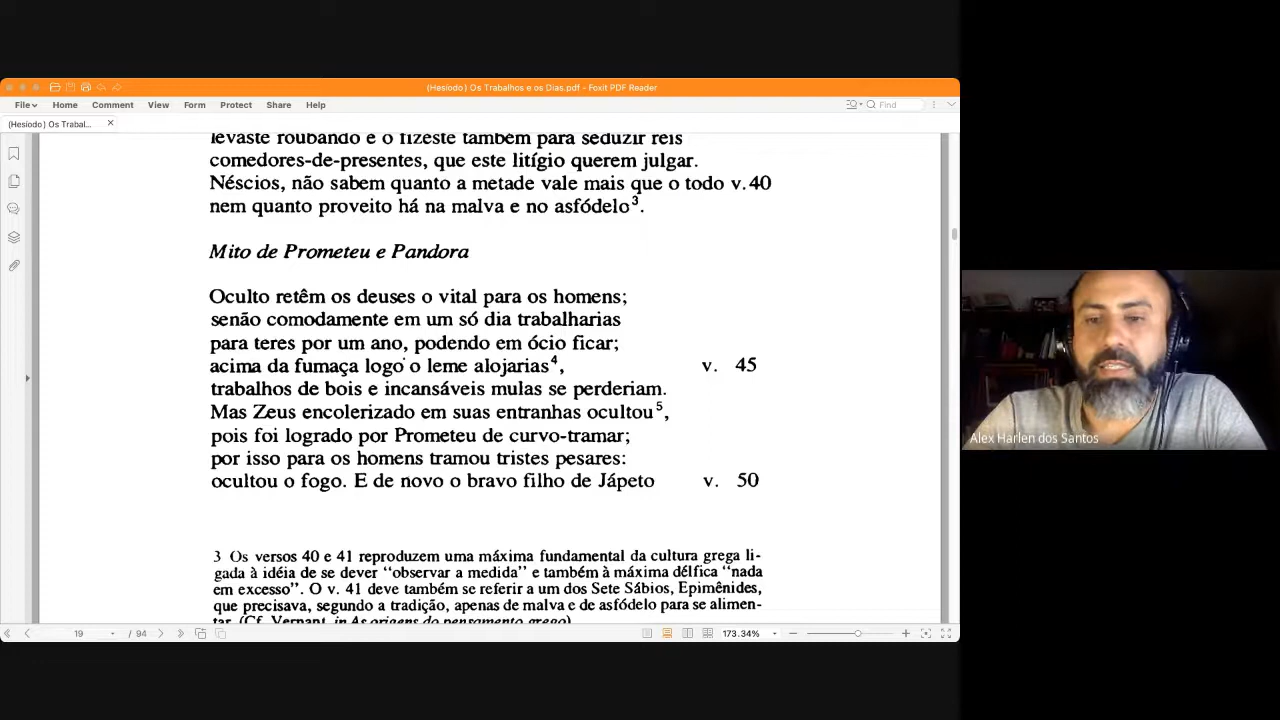 (Hesíodo) Os Trabalhos e os Dias.pdf - Foxit PDF Reader
File Home Comment View Form Protect Share Help
Find
(Hesíodo) Os Trabal...
levaste roubando e o fizeste também para seduzir reis
comedores-de-presentes, que este litígio querem julgar.
Néscios, não sabem quanto a metade vale mais que o todo v.40
nem quanto proveito há na malva e no asfódelo³.
Mito de Prometeu e Pandora
Oculto retêm os deuses o vital para os homens;
senão comodamente em um só dia trabalharias
para teres por um ano, podendo em ócio ficar;
acima da fumaça logo o leme alojarias⁴, v. 45
trabalhos de bois e incansáveis mulas se perderiam.
Mas Zeus encolerizado em suas entranhas ocultou⁵,
pois foi logrado por Prometeu de curvo-tramar;
por isso para os homens tramou tristes pesares:
ocultou o fogo. E de novo o bravo filho de Jápeto v. 50
3 Os versos 40 e 41 reproduzem uma máxima fundamental da cultura grega li-
gada à idéia de se dever "observar a medida" e também à máxima délfica "nada
em excesso". O v. 41 deve também se referir a um dos Sete Sábios, Epimênides,
que precisava, segundo a tradição, apenas de malva e de asfódelo para se alimen-
tar. (Cf. Vernant, in As origens do pensamento grego)
19 / 94
173.34%
Alex Harlen dos Santos